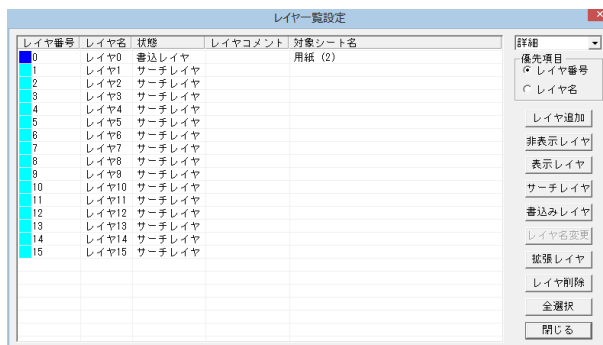 レイヤ一覧設定
レイヤ番号 レイヤ名 状態 レイヤコメント 対象シート名
0 レイヤ0 書込レイヤ 用紙 (2)
1 レイヤ1 サーチレイヤ
2 レイヤ2 サーチレイヤ
3 レイヤ3 サーチレイヤ
4 レイヤ4 サーチレイヤ
5 レイヤ5 サーチレイヤ
6 レイヤ6 サーチレイヤ
7 レイヤ7 サーチレイヤ
8 レイヤ8 サーチレイヤ
9 レイヤ9 サーチレイヤ
10 レイヤ10 サーチレイヤ
11 レイヤ11 サーチレイヤ
12 レイヤ12 サーチレイヤ
13 レイヤ13 サーチレイヤ
14 レイヤ14 サーチレイヤ
15 レイヤ15 サーチレイヤ
詳細
優先項目
レイヤ番号
レイヤ名
レイヤ追加
非表示レイヤ
表示レイヤ
サーチレイヤ
書込みレイヤ
レイヤ名変更
拡張レイヤ
レイヤ削除
全選択
閉じる